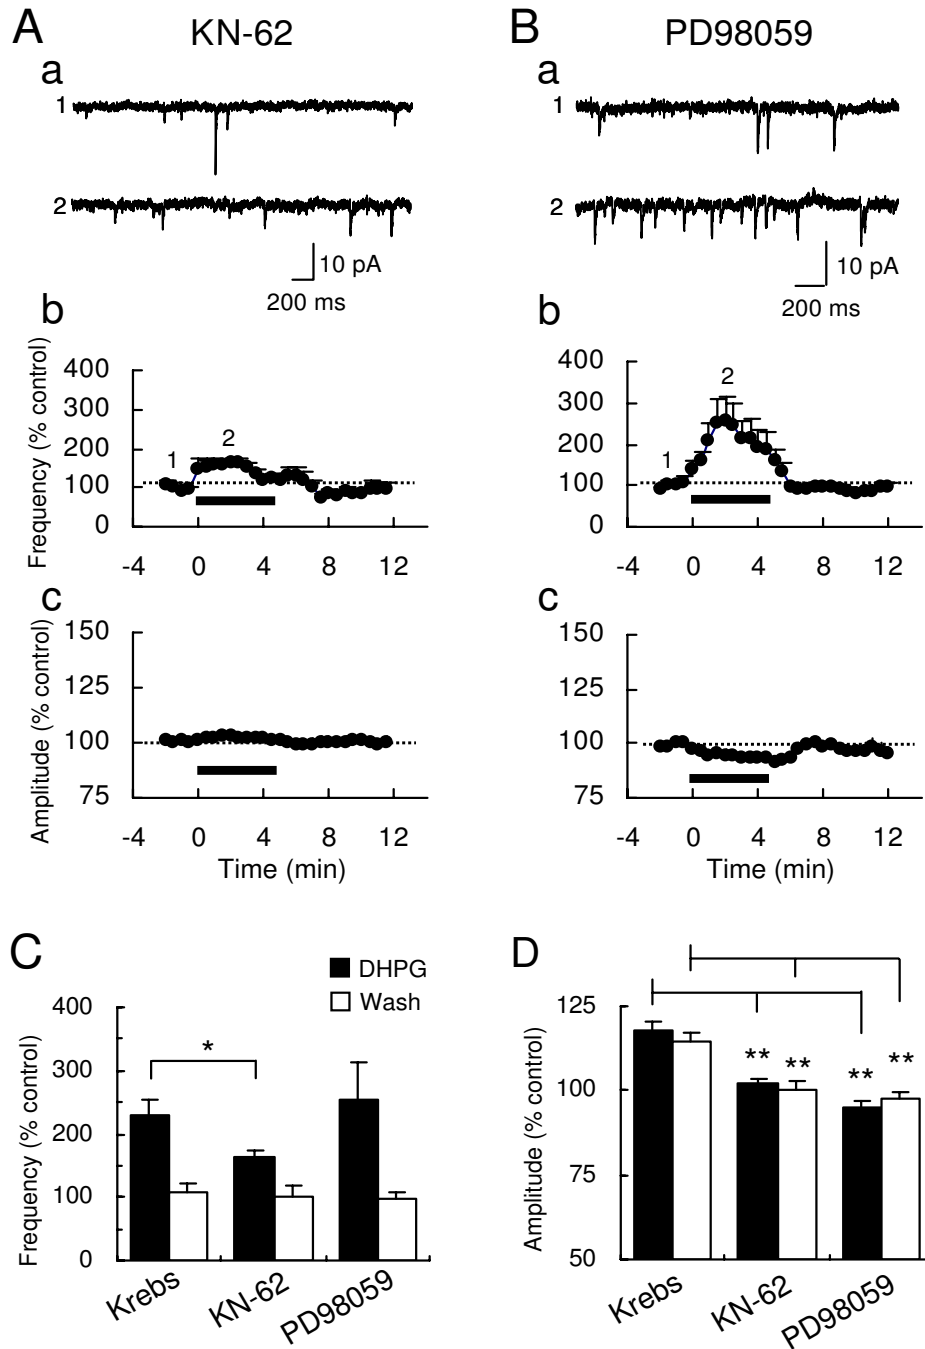 A
KN-62
a
1
2
10 pA
200 ms
b
Frequency (% control)
400
300
200
100
0
1
2
-4 0 4 8 12
c
Amplitude (% control)
150
125
100
75
-4 0 4 8 12
Time (min)
B
PD98059
a
1
2
10 pA
200 ms
b
400
300
200
100
0
1
2
-4 0 4 8 12
c
150
125
100
75
-4 0 4 8 12
Time (min)
C
DHPG
Wash
Frequency (% control)
400
300
200
100
0
*
Krebs
KN-62
PD98059
D
Amplitude (% control)
125
100
75
50
** ** ** **
Krebs
KN-62
PD98059